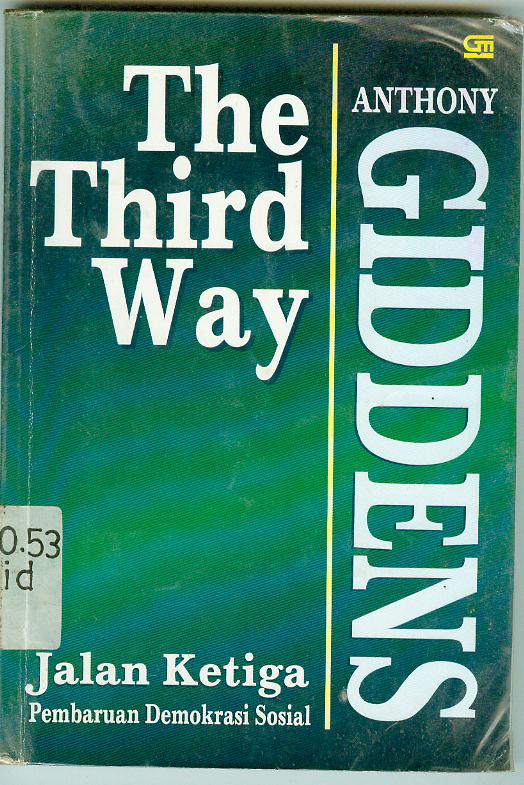 The
Third
Way
ANTHONY
GIDDENS
0.53
id
Jalan Ketiga
Pembaruan Demokrasi Sosial